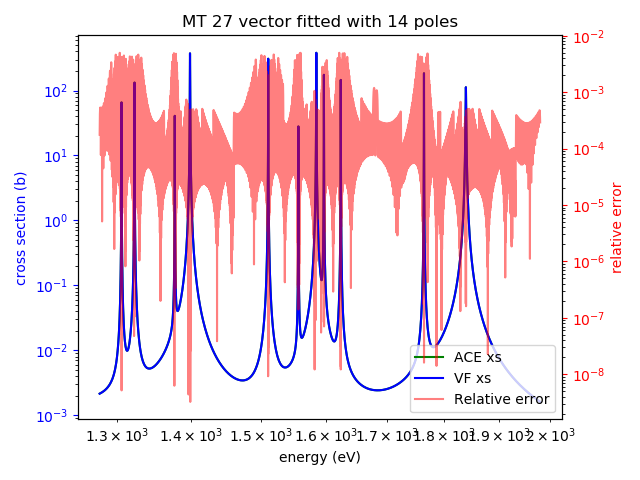 MT 27 vector fitted with 14 poles
cross section (b)
10²
10¹
10⁰
10⁻¹
10⁻²
10⁻³
10⁻²
10⁻³
10⁻⁴
10⁻⁵
10⁻⁶
10⁻⁷
10⁻⁸
relative error
ACE xs
VF xs
Relative error
1.3 × 10³ 1.4 × 10³ 1.5 × 10³ 1.6 × 10³ 1.7 × 10³ 1.8 × 10³ 1.9 × 10³ 2 × 10³
energy (eV)